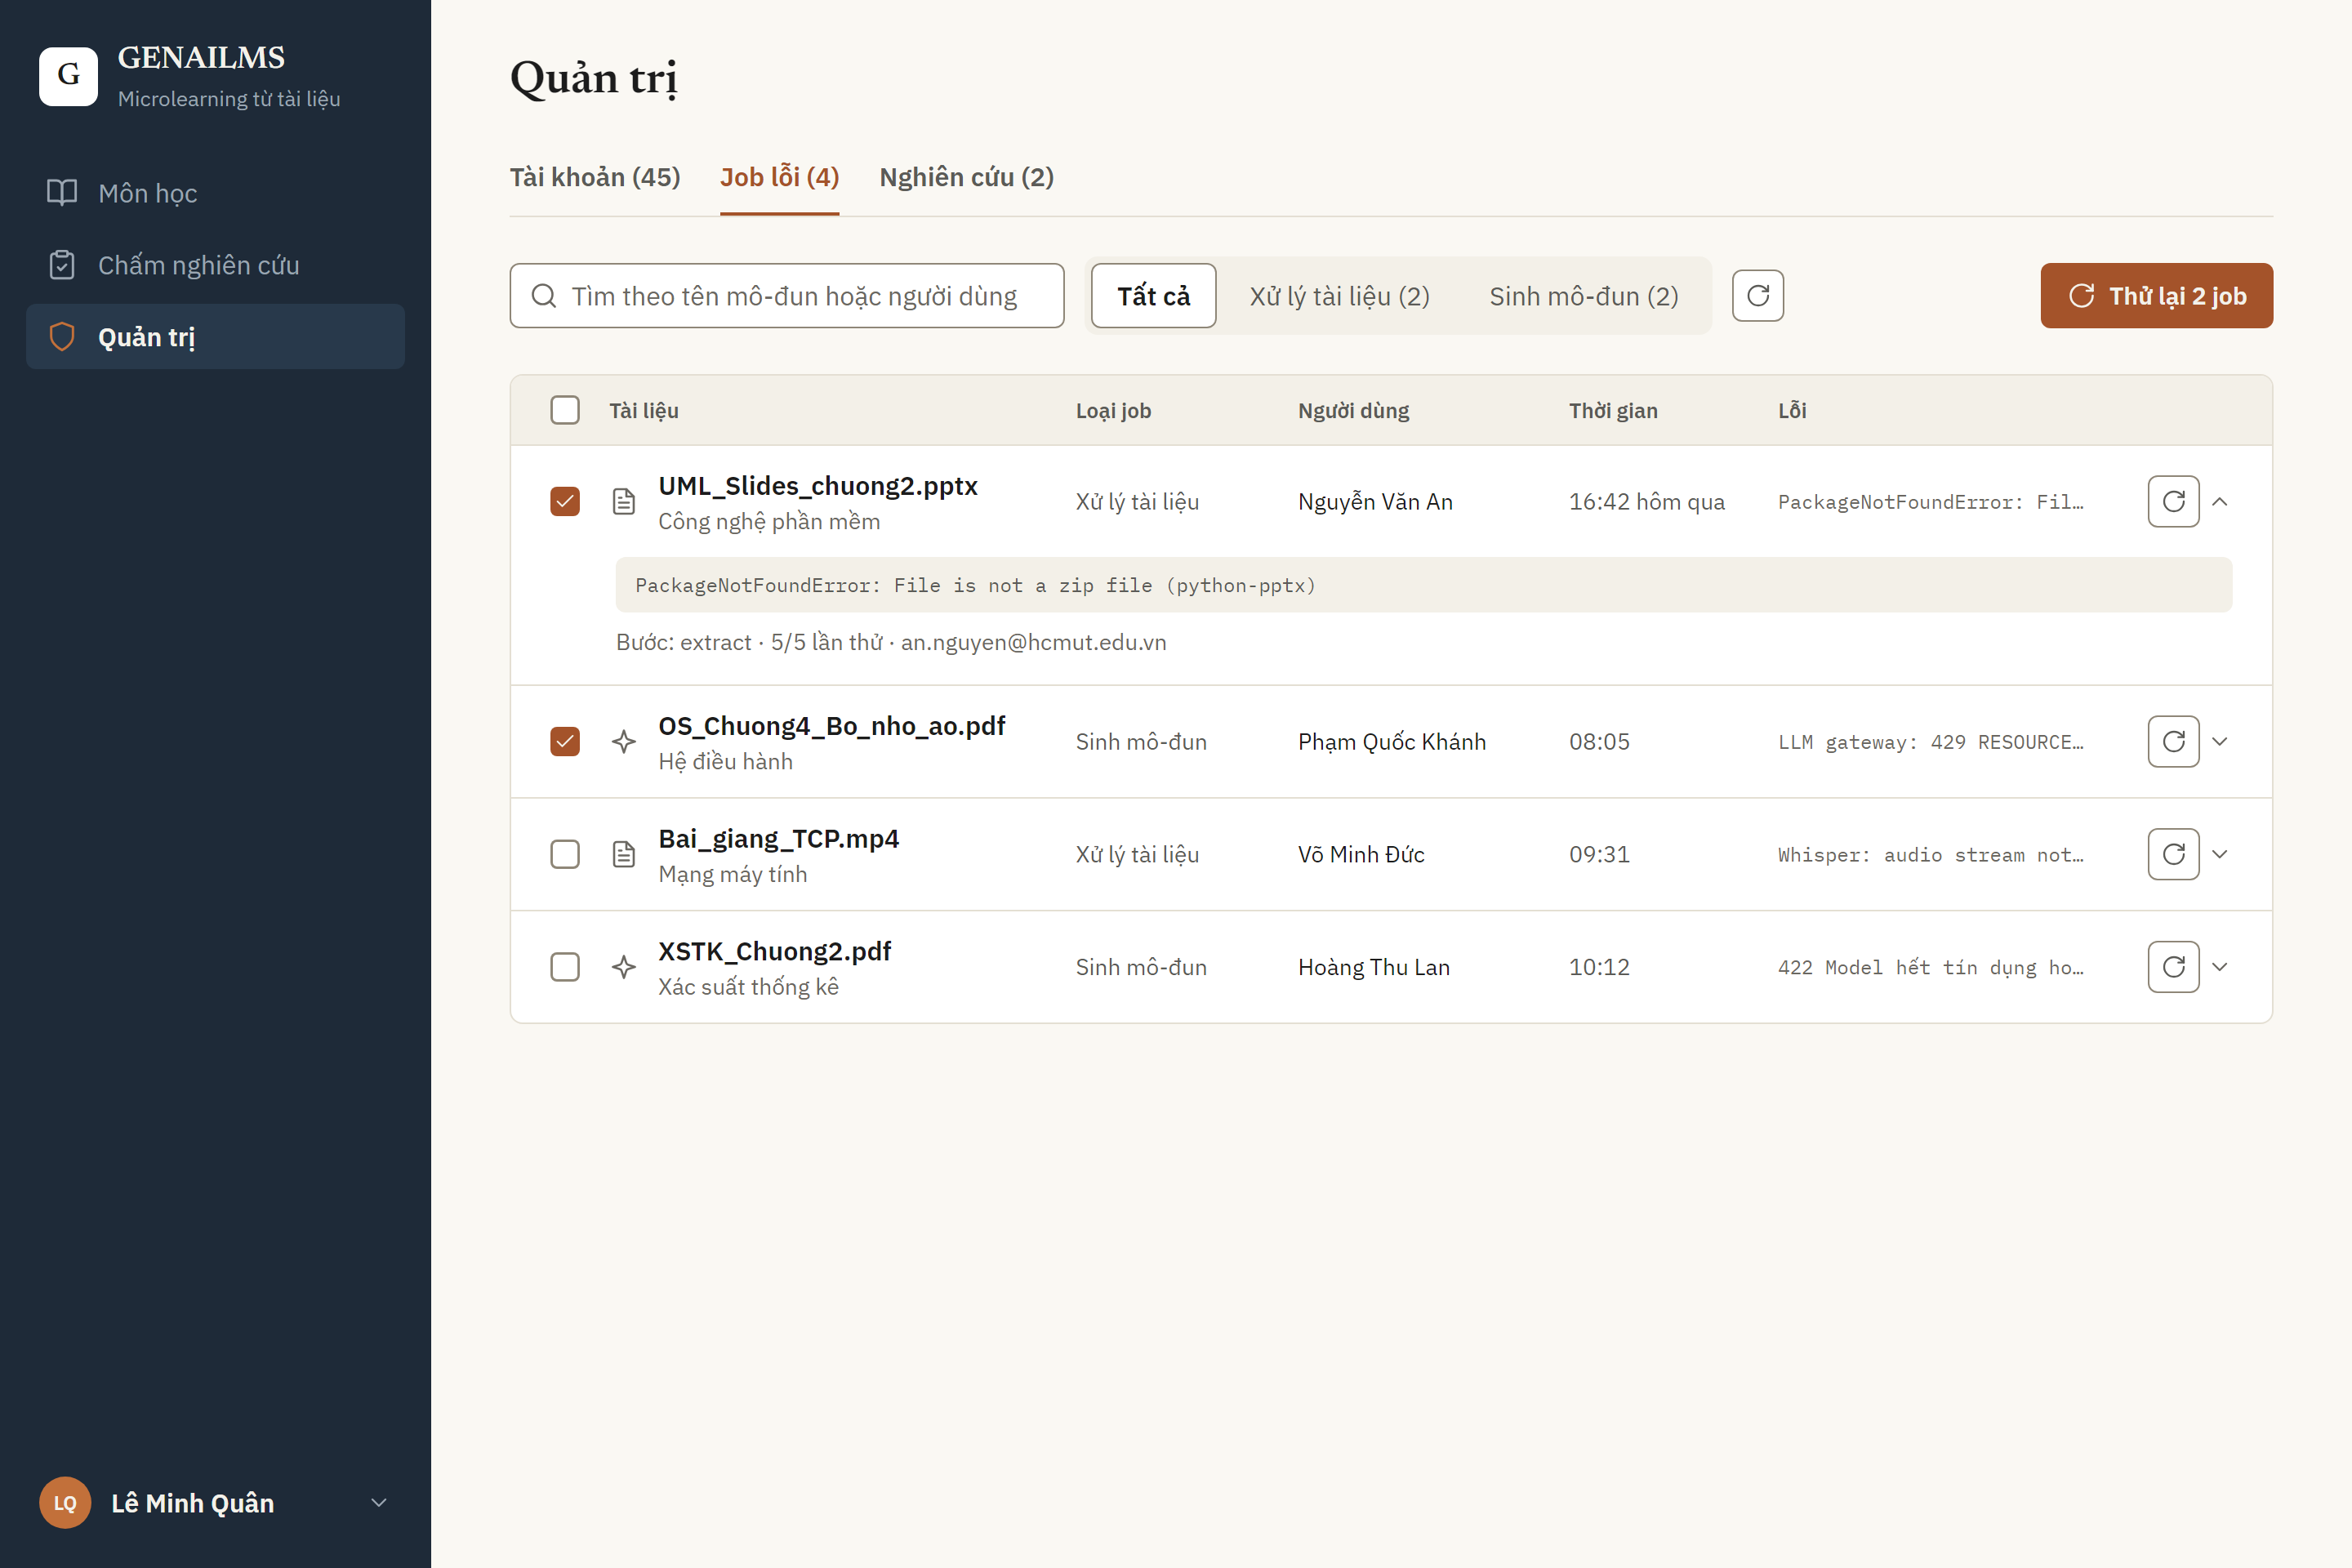 G
GENAILMS
Microlearning từ tài liệu
Môn học
Chấm nghiên cứu
Quản trị
LQ
Lê Minh Quân
Quản trị
Tài khoản (45)
Job lỗi (4)
Nghiên cứu (2)
Tìm theo tên mô-đun hoặc người dùng
Tất cả
Xử lý tài liệu (2)
Sinh mô-đun (2)
Thử lại 2 job
Tài liệu
Loại job
Người dùng
Thời gian
Lỗi
UML_Slides_chuong2.pptx
Công nghệ phần mềm
Xử lý tài liệu
Nguyễn Văn An
16:42 hôm qua
PackageNotFoundError: Fil…
PackageNotFoundError: File is not a zip file (python-pptx)
Bước: extract · 5/5 lần thử · an.nguyen@hcmut.edu.vn
OS_Chuong4_Bo_nho_ao.pdf
Hệ điều hành
Sinh mô-đun
Phạm Quốc Khánh
08:05
LLM gateway: 429 RESOURCE…
Bai_giang_TCP.mp4
Mạng máy tính
Xử lý tài liệu
Võ Minh Đức
09:31
Whisper: audio stream not…
XSTK_Chuong2.pdf
Xác suất thống kê
Sinh mô-đun
Hoàng Thu Lan
10:12
422 Model hết tín dụng ho…